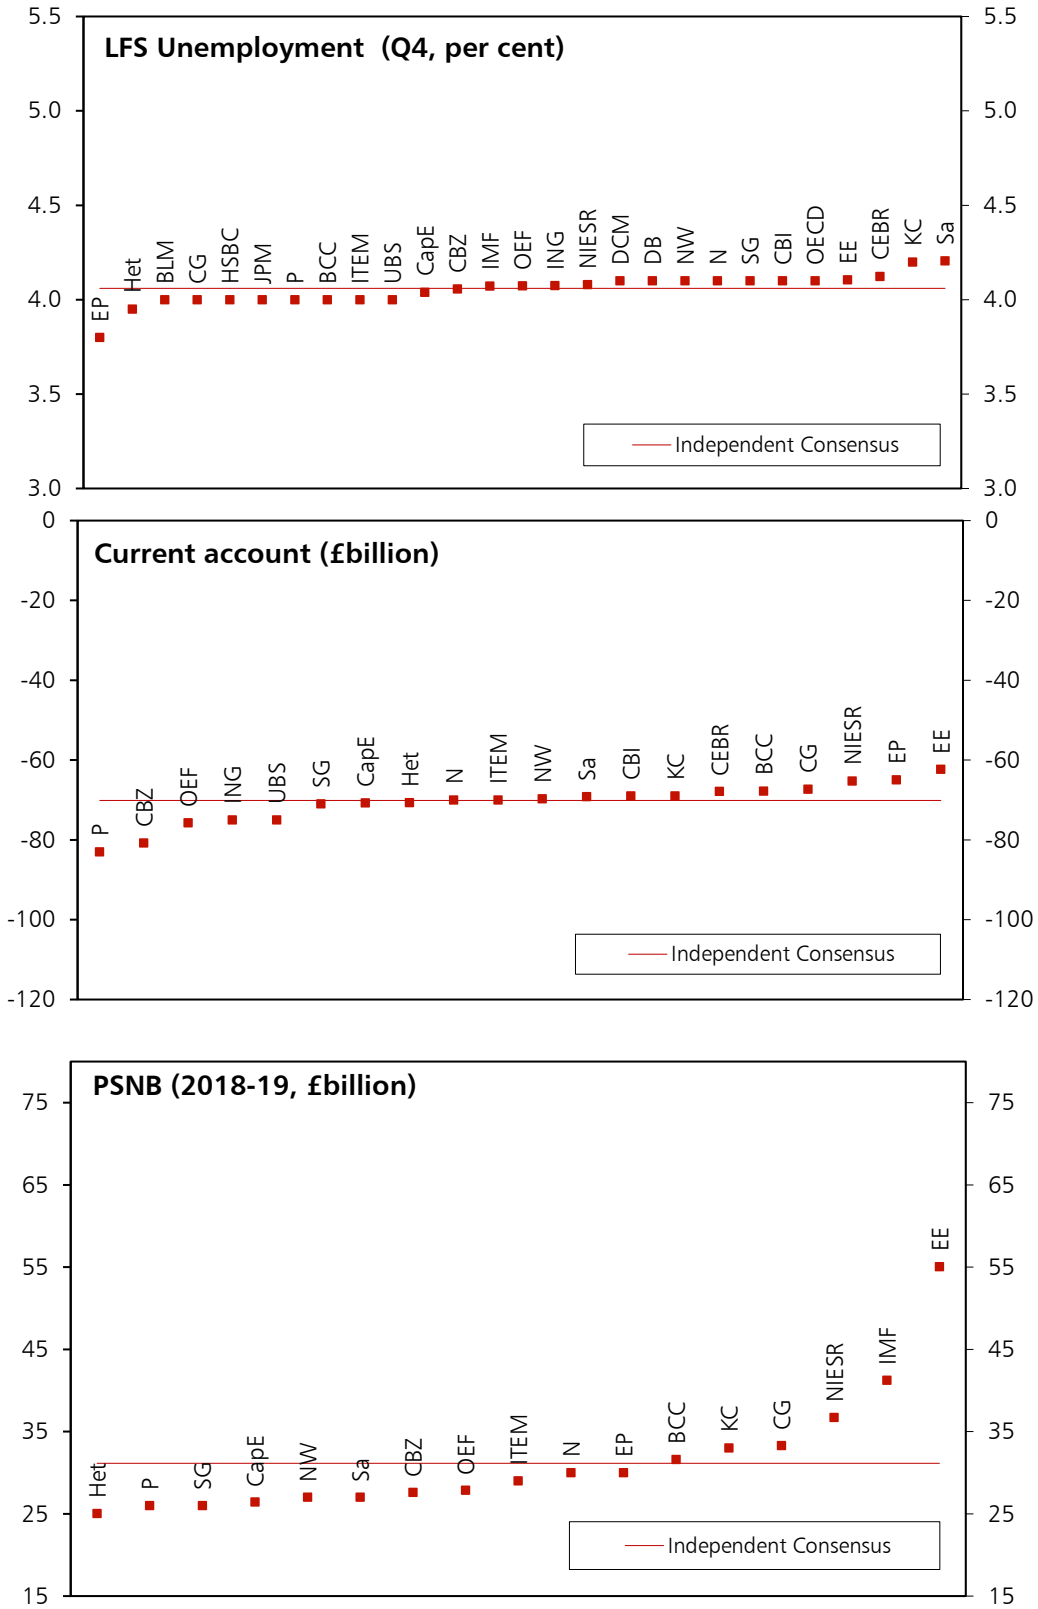 LFS Unemployment (Q4, per cent)
5.5 5.5
5.0 5.0
4.5 4.5
4.0 4.0
3.5 3.5
3.0 3.0
EP Het BLM CG HSBC JPM P BCC ITEM UBS CapE CBZ IMF OEF ING NIESR DCM DB NW N SG CBI OECD EE CEBR KC Sa
Independent Consensus
Current account (£billion)
0 0
-20 -20
-40 -40
-60 -60
-80 -80
-100 -100
-120 -120
P CBZ OEF ING UBS SG CapE Het N ITEM NW Sa CBI KC CEBR BCC CG NIESR EP EE
Independent Consensus
PSNB (2018-19, £billion)
75 75
65 65
55 55
45 45
35 35
25 25
15 15
Het P SG CapE NW Sa CBZ OEF ITEM N EP BCC KC CG NIESR IMF EE
Independent Consensus